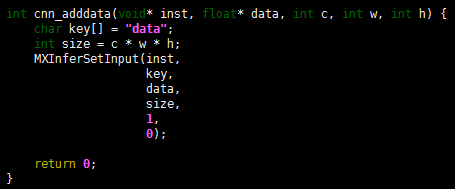 int cnn_adddata(void* inst, float* data, int c, int w, int h) {
    char key[] = "data";
    int size = c * w * h;
    MXInferSetInput(inst,
                    key,
                    data,
                    size,
                    1,
                    0);

    return 0;
}